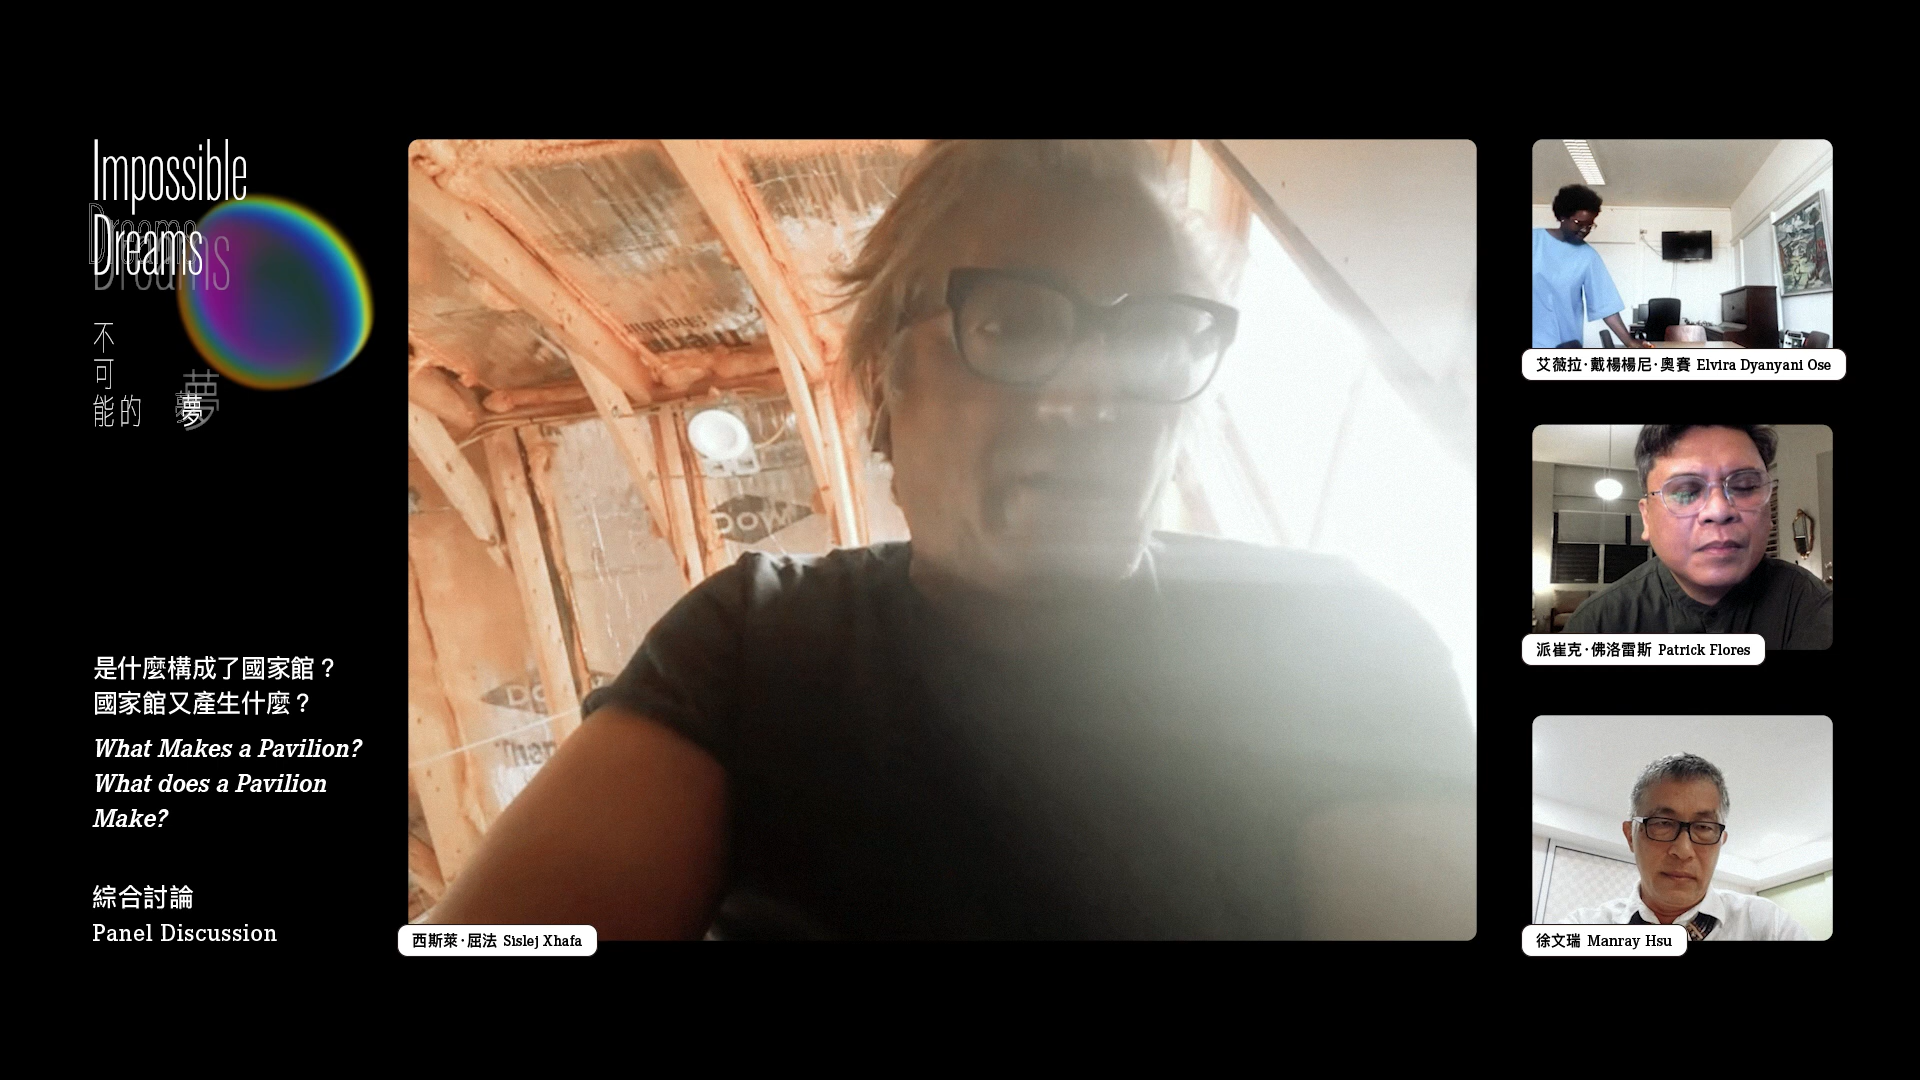 Impossible
Dreams
不
可
能的 夢
是什麼構成了國家館？
國家館又產生什麼？
What Makes a Pavilion?
What does a Pavilion
Make?
綜合討論
Panel Discussion
DOW
西斯萊·屈法 Sislej Xhafa
艾薇拉·戴楊楊尼·奧賽 Elvira Dyanyani Ose
派崔克·佛洛雷斯 Patrick Flores
徐文瑞 Manray Hsu